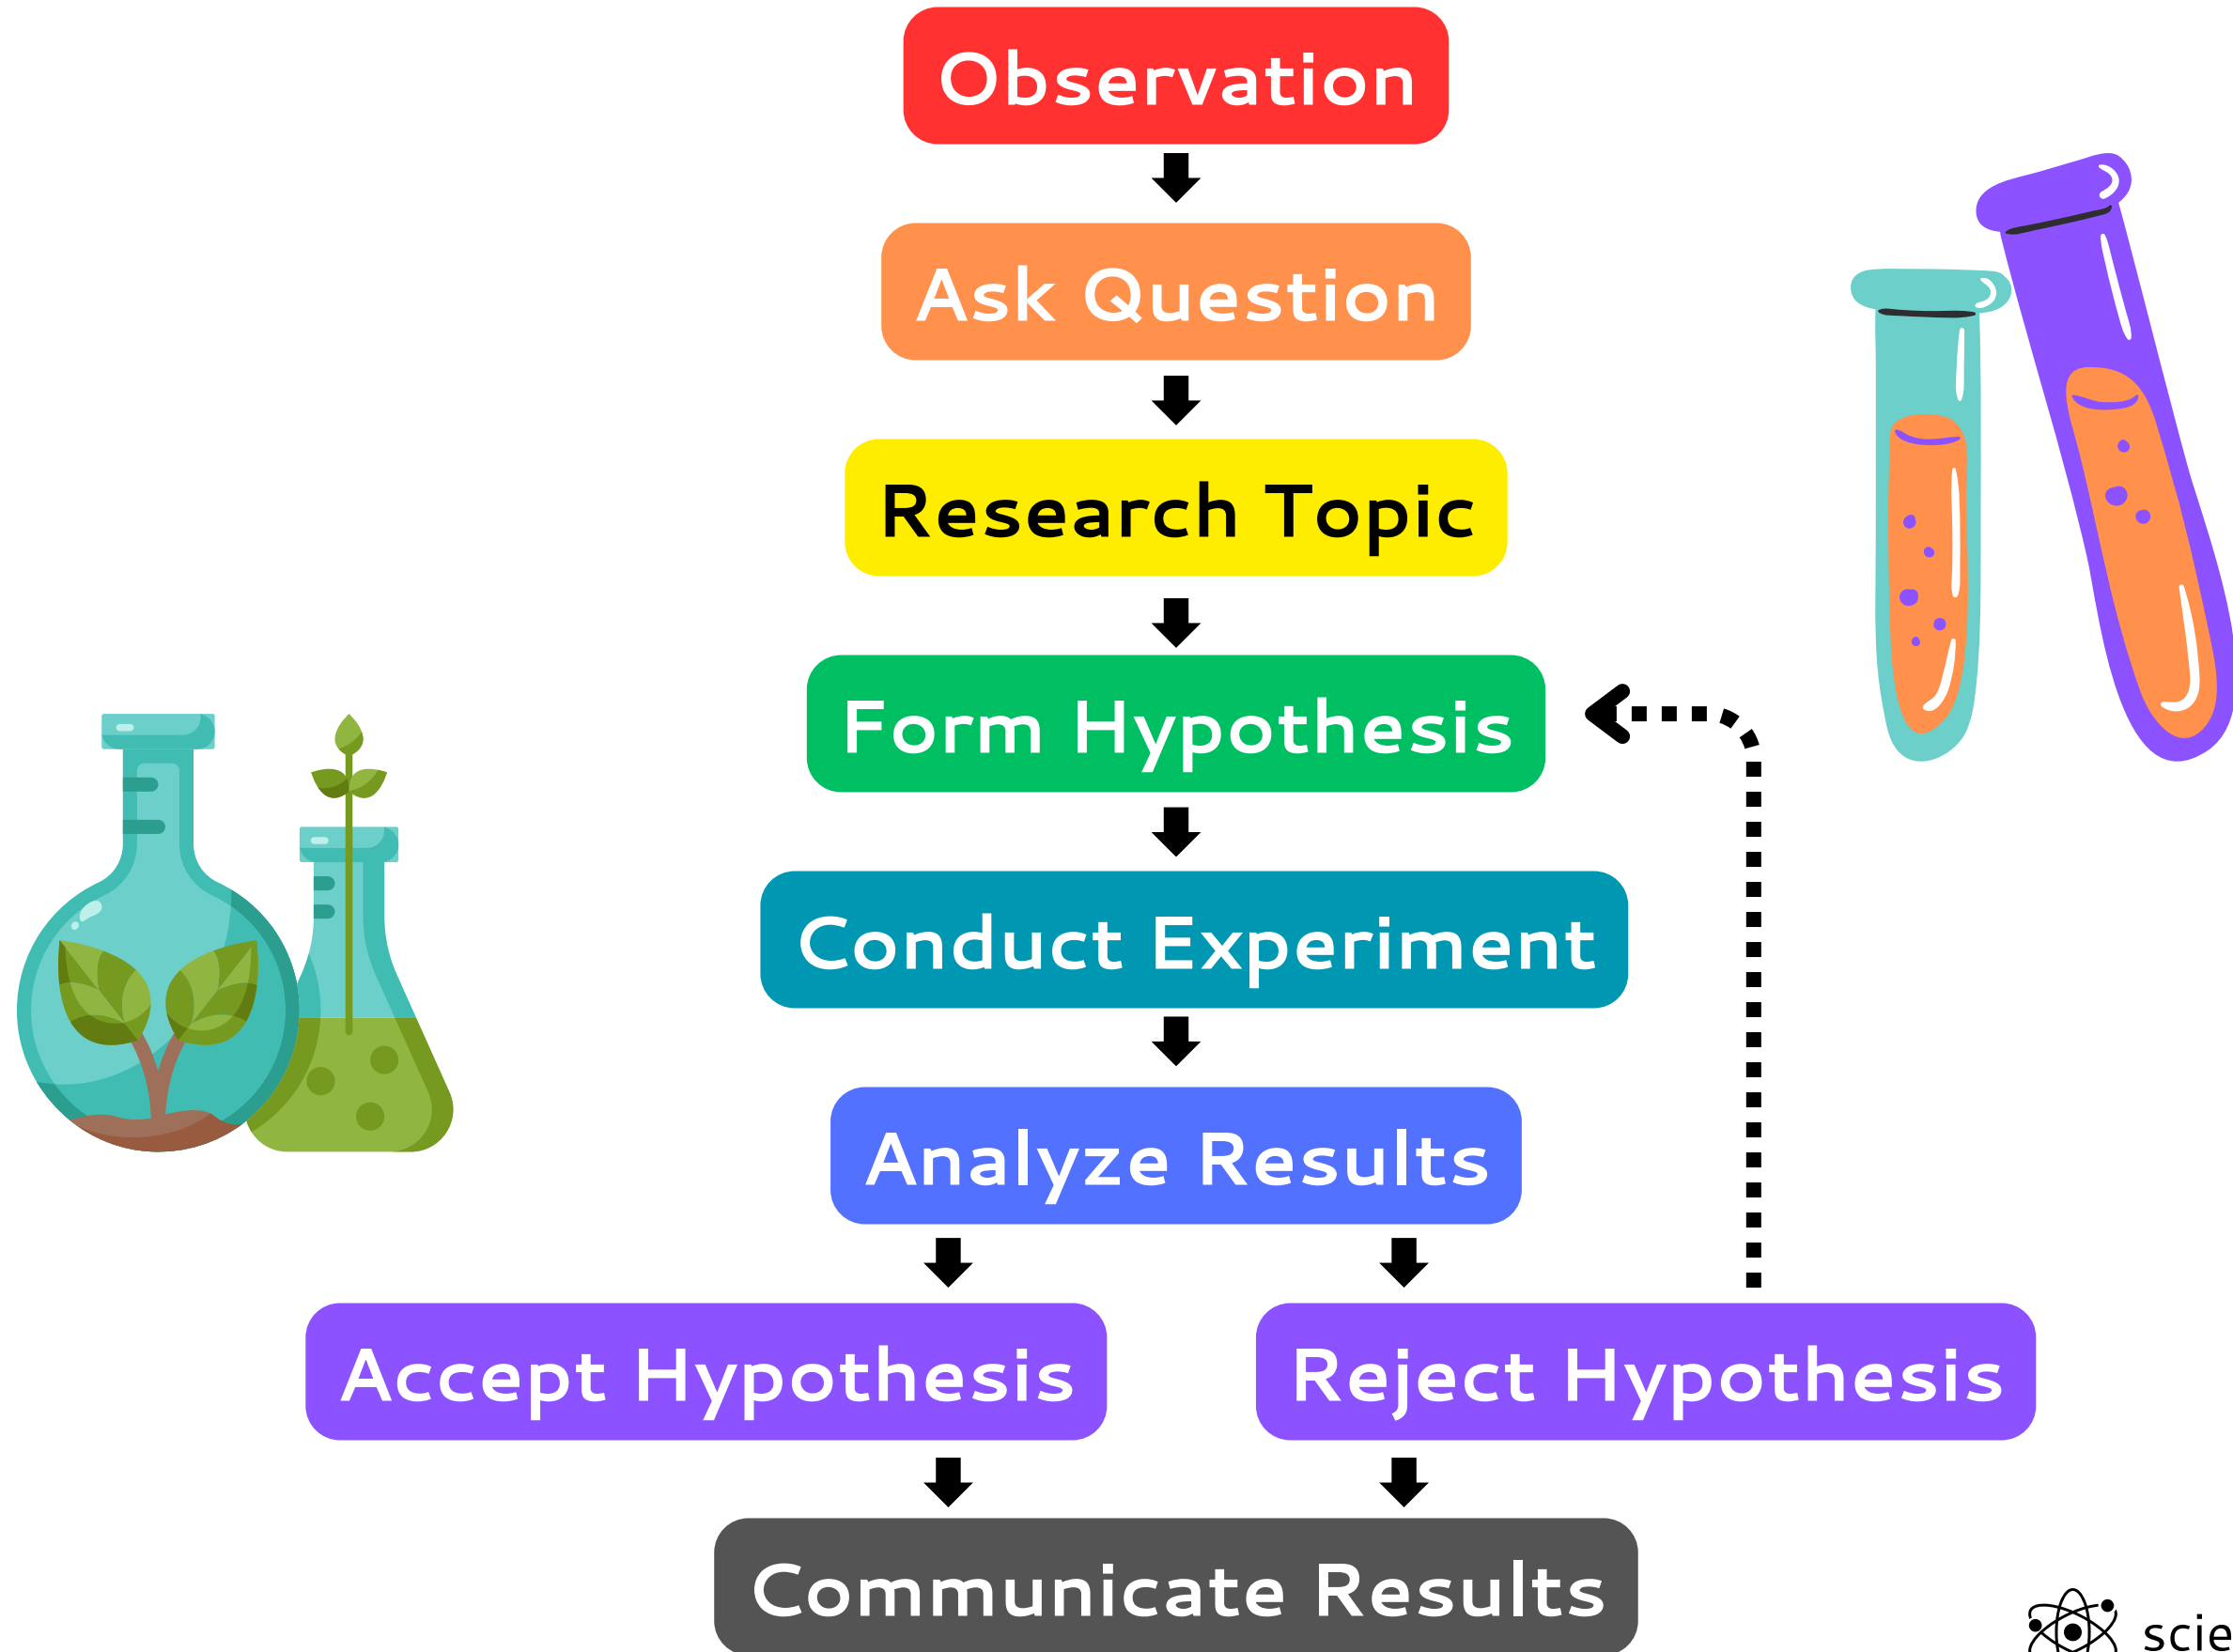 Observation
Ask Question
Research Topic
Form Hypothesis
Conduct Experiment
Analyze Results
Accept Hypothesis
Reject Hypothesis
Communicate Results